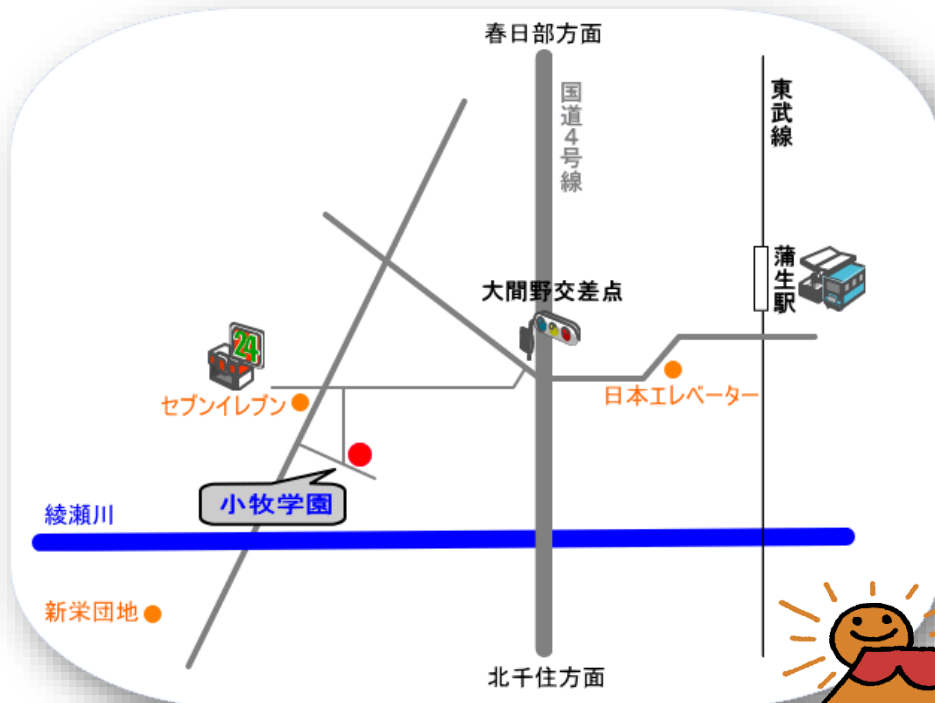 春日部方面
国道4号線
東武線
蒲生駅
大間野交差点
24
セブンイレブン
日本エレベーター
小牧学園
綾瀬川
新栄団地
北千住方面